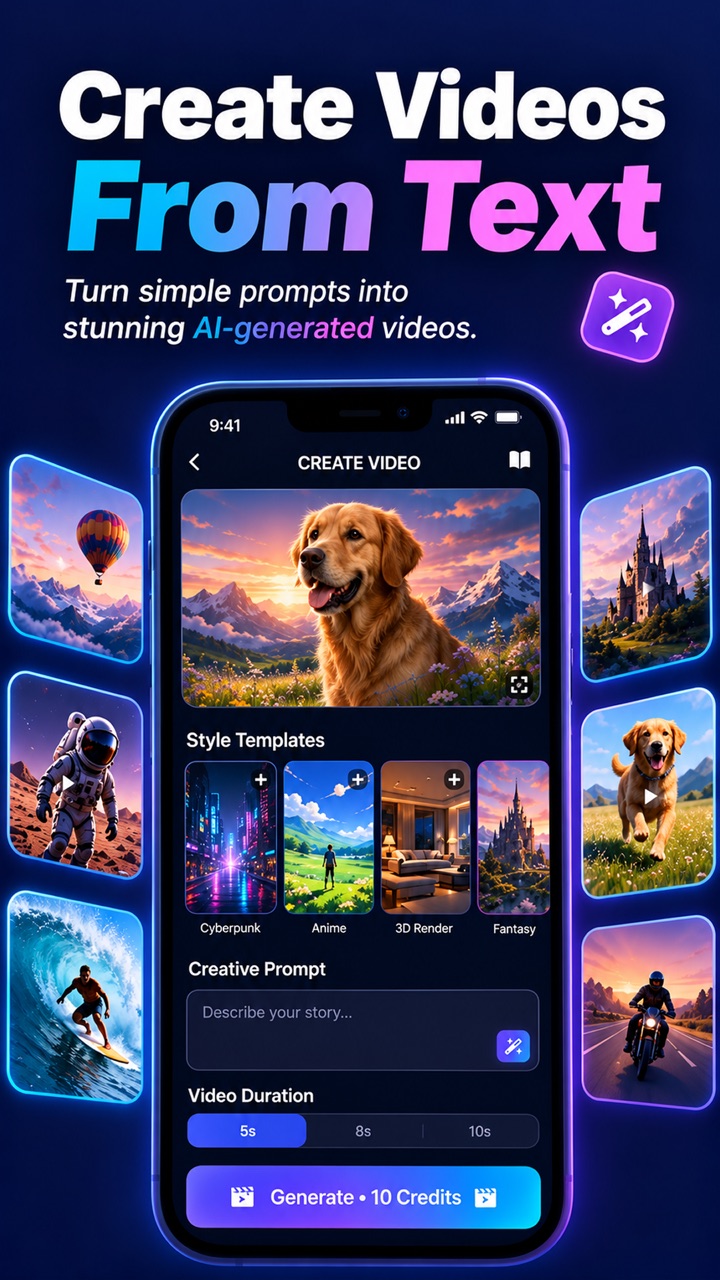 Create Videos
From Text
Turn simple prompts into
stunning AI-generated videos.
9:41
CREATE VIDEO
Style Templates
Cyberpunk
Anime
3D Render
Fantasy
Creative Prompt
Describe your story...
Video Duration
5s
8s
10s
Generate • 10 Credits